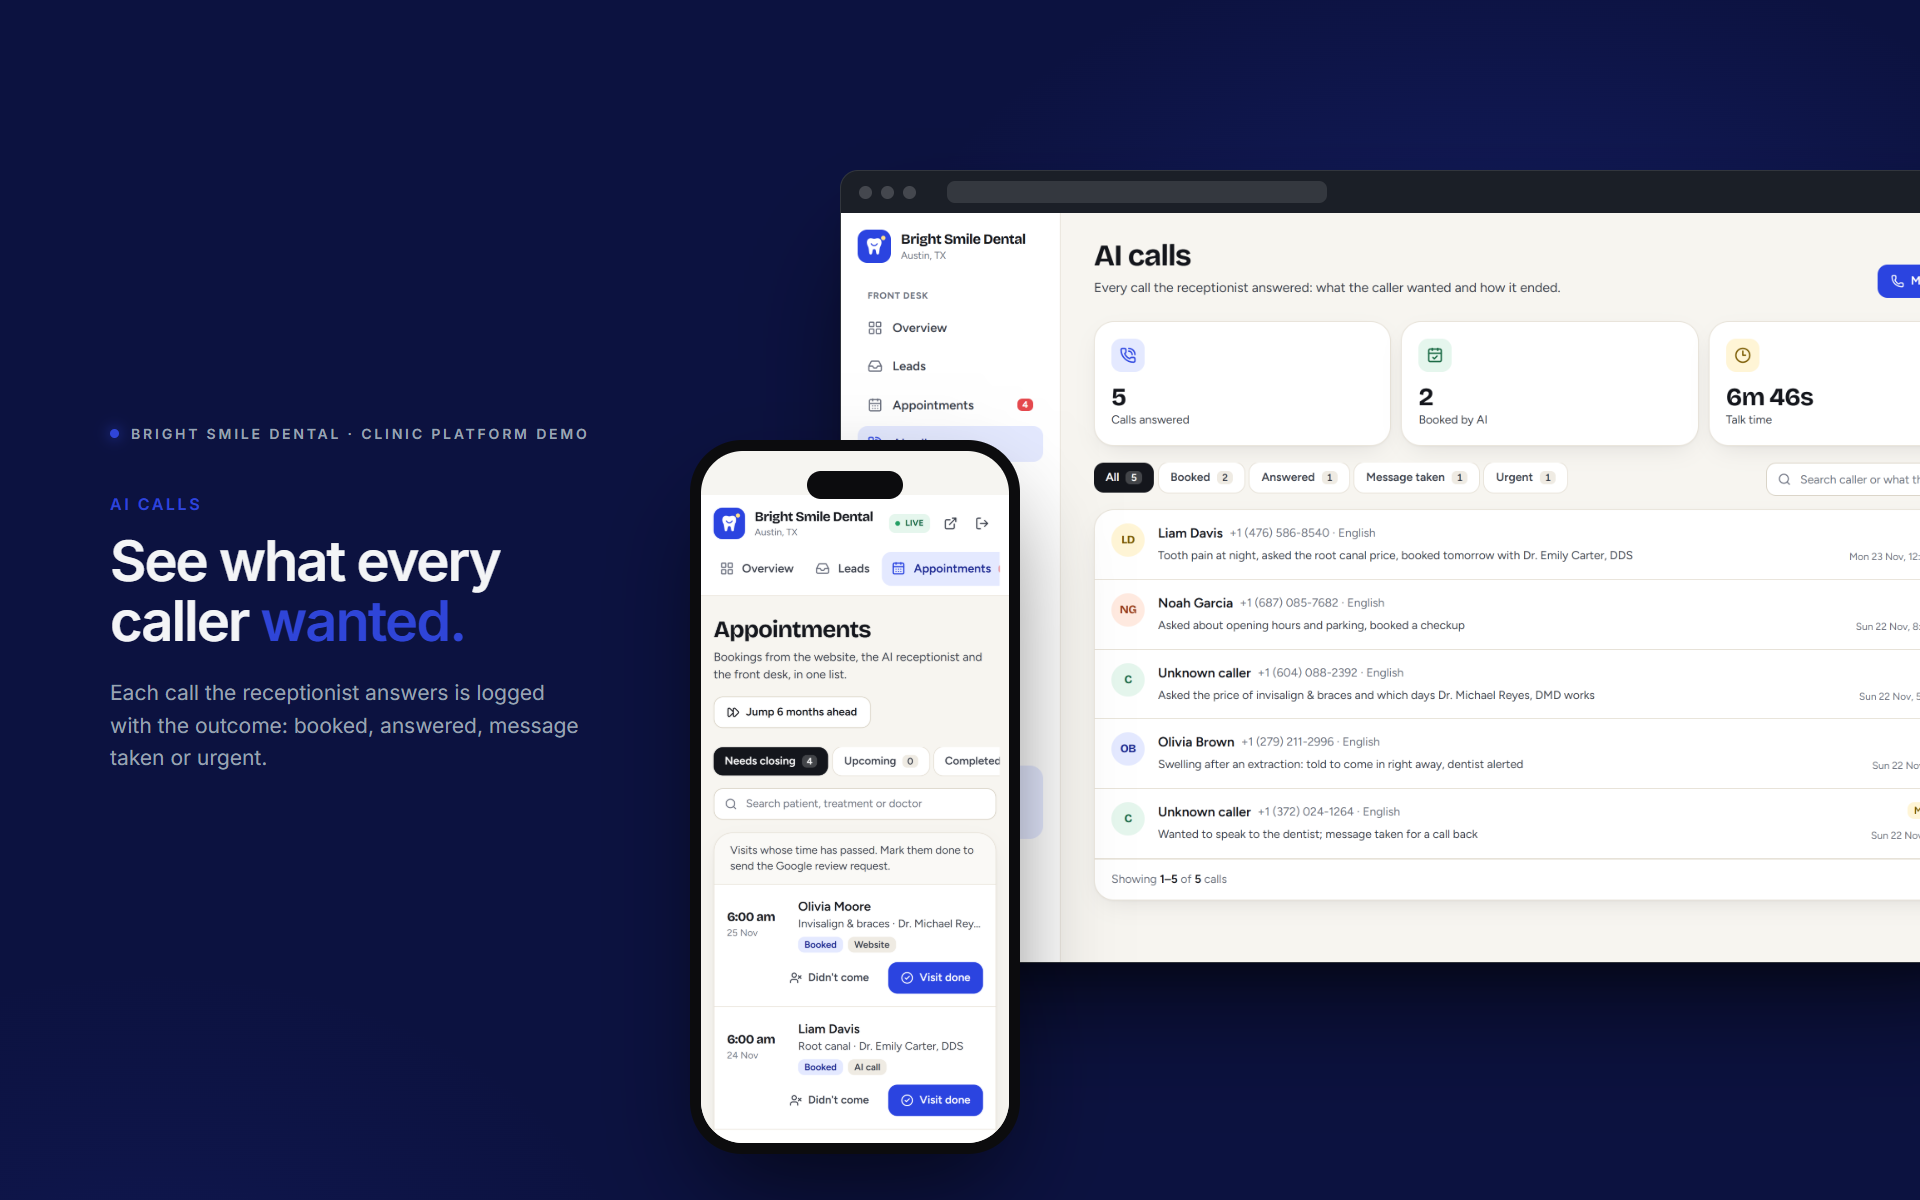 BRIGHT SMILE DENTAL · CLINIC PLATFORM DEMO
AI CALLS
See what every
caller wanted.
Each call the receptionist answers is logged
with the outcome: booked, answered, message
taken or urgent.
Bright Smile Dental
Austin, TX
FRONT DESK
Overview
Leads
Appointments 4
AI calls
Every call the receptionist answered: what the caller wanted and how it ended.
5
Calls answered
2
Booked by AI
6m 46s
Talk time
All 5
Booked 2
Answered 1
Message taken 1
Urgent 1
Search caller or what
LD
Liam Davis +1 (476) 586-8540 · English
Tooth pain at night, asked the root canal price, booked tomorrow with Dr. Emily Carter, DDS
Mon 23 Nov, 12:
NG
Noah Garcia +1 (687) 085-7682 · English
Asked about opening hours and parking, booked a checkup
Sun 22 Nov, 8:
C
Unknown caller +1 (604) 088-2392 · English
Asked the price of invisalign & braces and which days Dr. Michael Reyes, DMD works
Sun 22 Nov, 5
OB
Olivia Brown +1 (279) 211-2996 · English
Swelling after an extraction: told to come in right away, dentist alerted
Sun 22 Nov
C
Unknown caller +1 (372) 024-1264 · English
Wanted to speak to the dentist; message taken for a call back
Sun 22 Nov
Showing 1–5 of 5 calls
Bright Smile Dental
Austin, TX
LIVE
Overview
Leads
Appointments
Appointments
Bookings from the website, the AI receptionist and
the front desk, in one list.
Jump 6 months ahead
Needs closing 4
Upcoming 0
Completed
Search patient, treatment or doctor
Visits whose time has passed. Mark them done to
send the Google review request.
6:00 am
25 Nov
Olivia Moore
Invisalign & braces · Dr. Michael Rey...
Booked
Website
Didn't come
Visit done
6:00 am
24 Nov
Liam Davis
Root canal · Dr. Emily Carter, DDS
Booked
AI call
Didn't come
Visit done